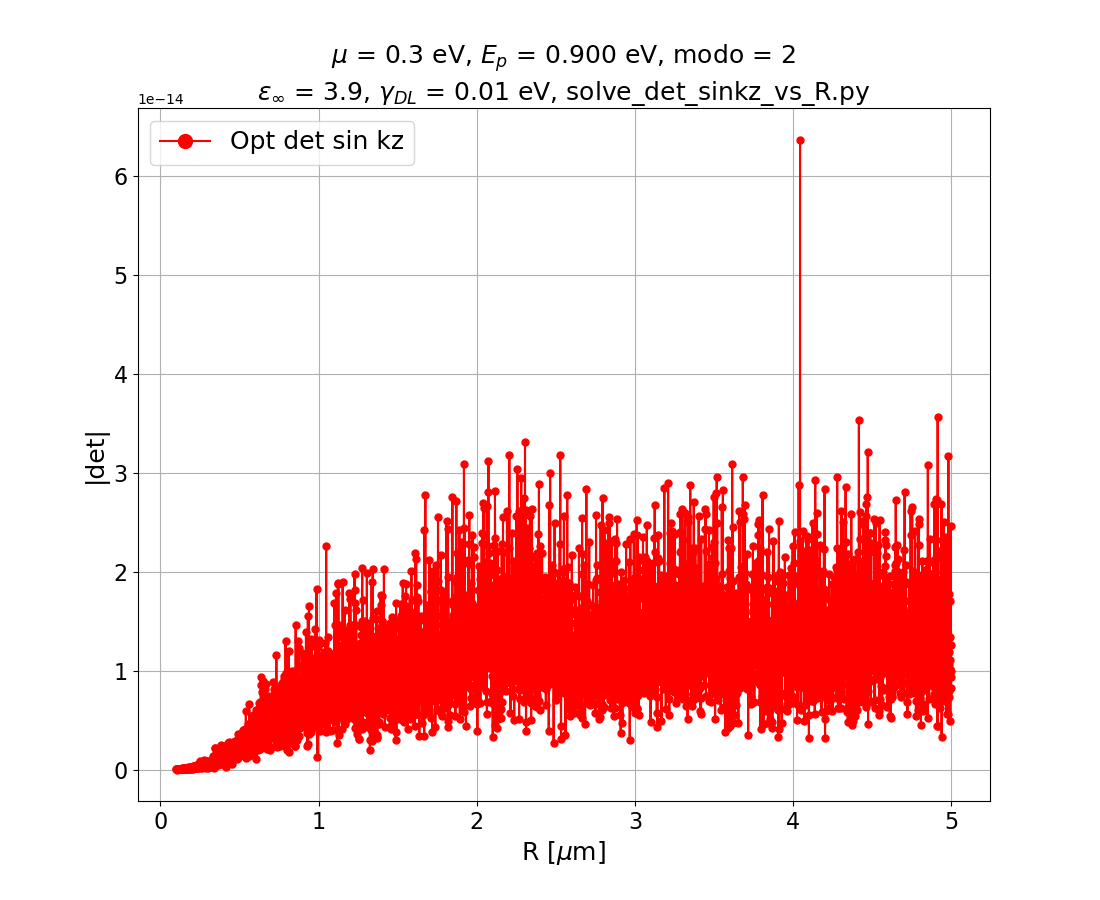 μ = 0.3 eV, E_p = 0.900 eV, modo = 2
ε_∞ = 3.9, γ_DL = 0.01 eV, solve_det_sinkz_vs_R.py
1e−14
Opt det sin kz
6
5
4
3
2
1
0
|det|
0 1 2 3 4 5
R [μm]